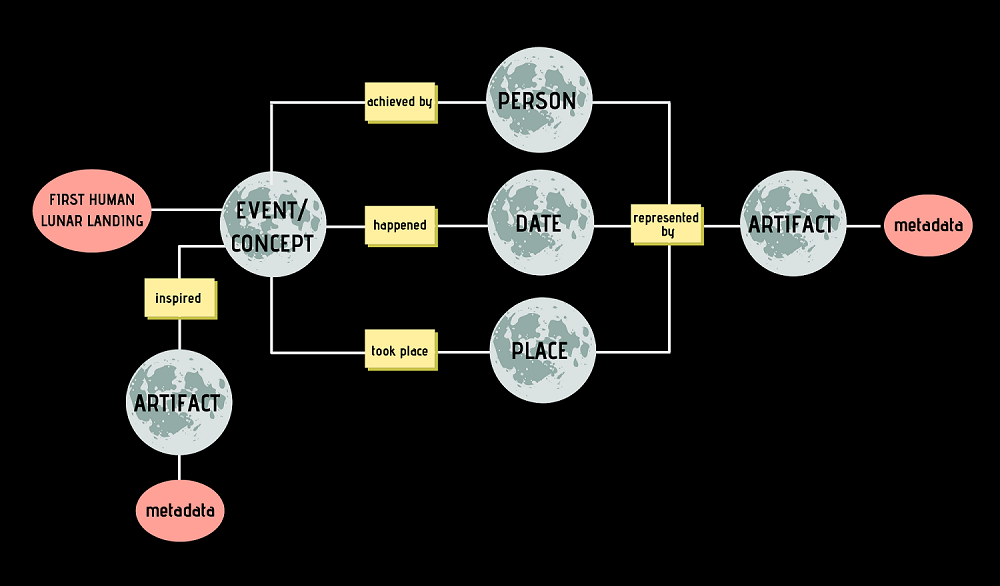 achieved by
PERSON
FIRST HUMAN
LUNAR LANDING
EVENT/
CONCEPT
happened
DATE
represented
by
ARTIFACT
metadata
inspired
took place
PLACE
ARTIFACT
metadata